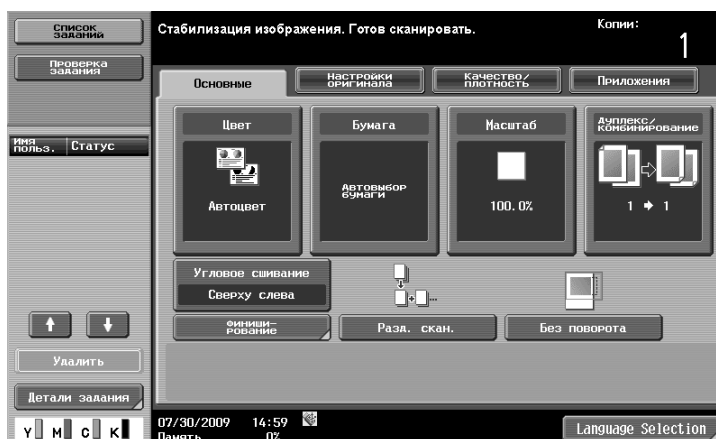 Список
заданий
Проверка
задания
Имя
польз.
Статус
Удалить
Детали задания
Y M C K
Стабилизация изображения. Готов сканировать.
Копии:
1
Основные
Настройки
оригинала
Качество/
плотность
Приложения
Цвет
Автоцвет
Бумага
Автовыбор
бумаги
Масштаб
100.0%
Дуплекс/
Комбинирование
1 → 1
Угловое сшивание
Сверху слева
Финиши-
рование
Разд. скан.
Без поворота
07/30/2009 14:59
Память 0%
Language Selection